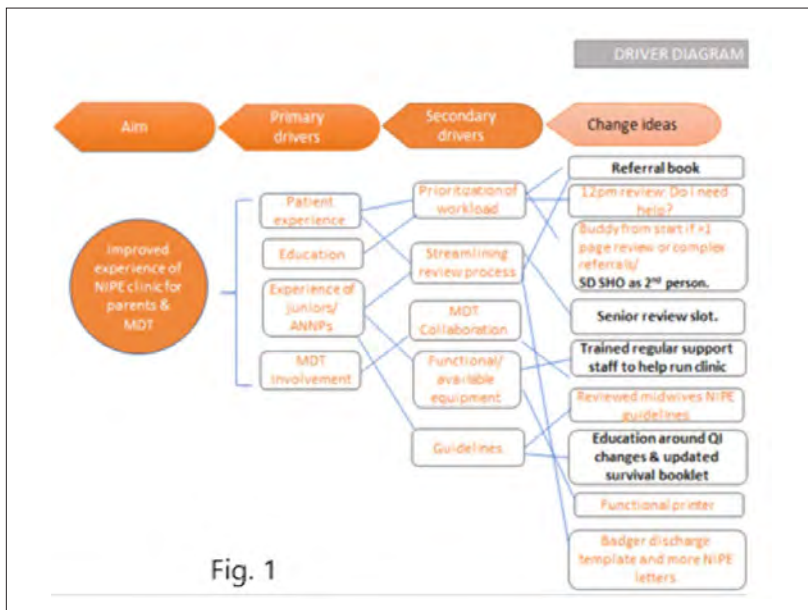 DRIVER DIAGRAM
Aim
Primary
drivers
Secondary
drivers
Change ideas
Improved
experience of
NIPE clinic for
parents &
MDT
Patient
experience
Education
Experience of
juniors/
ANNPs
MDT
Involvement
Prioritization of
workload
Streamlining
review process
MDT
Collaboration
Functional/
available
equipment
Guidelines
Referral book
12pm review: Do I need
help?
Buddy from start if +1
page review or complex
referrals/
SD SHO as 2nd person.
Senior review slot.
Trained regular support
staff to help run clinic
Reviewed midwives NIPE
guidelines
Education around QI
changes & updated
survival booklet
Functional printer
Badger discharge
template and more NIPE
letters
Fig. 1